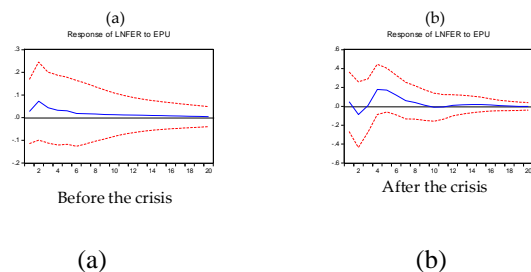 (a)
Response of LNFER to EPU
.3
.2
.1
.0
-.1
-.2
2 4 6 8 10 12 14 16 18 20
Before the crisis
(a)
(b)
Response of LNFER to EPU
.6
.4
.2
.0
-.2
-.4
-.6
2 4 6 8 10 12 14 16 18 20
After the crisis
(b)